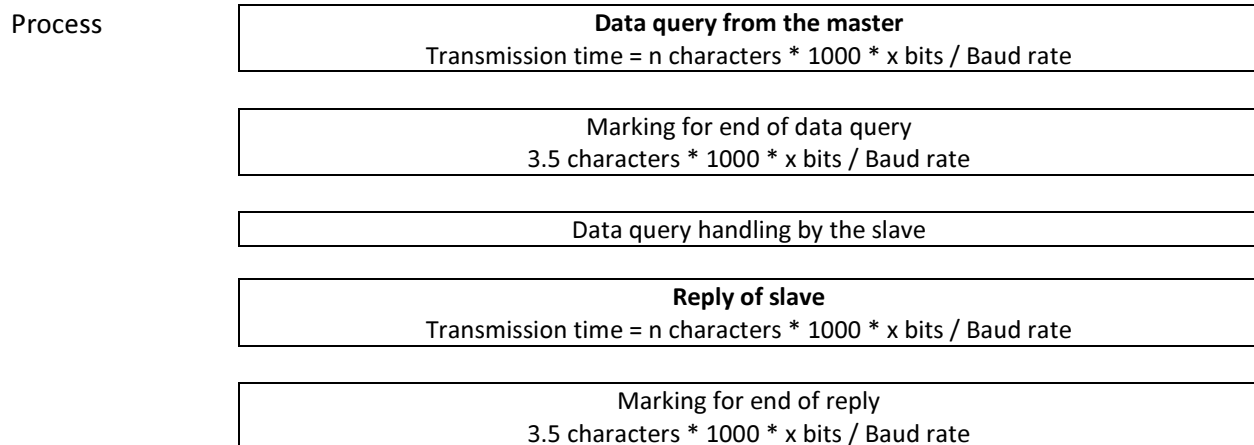 Process
Data query from the master
Transmission time = n characters * 1000 * x bits / Baud rate
Marking for end of data query
3.5 characters * 1000 * x bits / Baud rate
Data query handling by the slave
Reply of slave
Transmission time = n characters * 1000 * x bits / Baud rate
Marking for end of reply
3.5 characters * 1000 * x bits / Baud rate